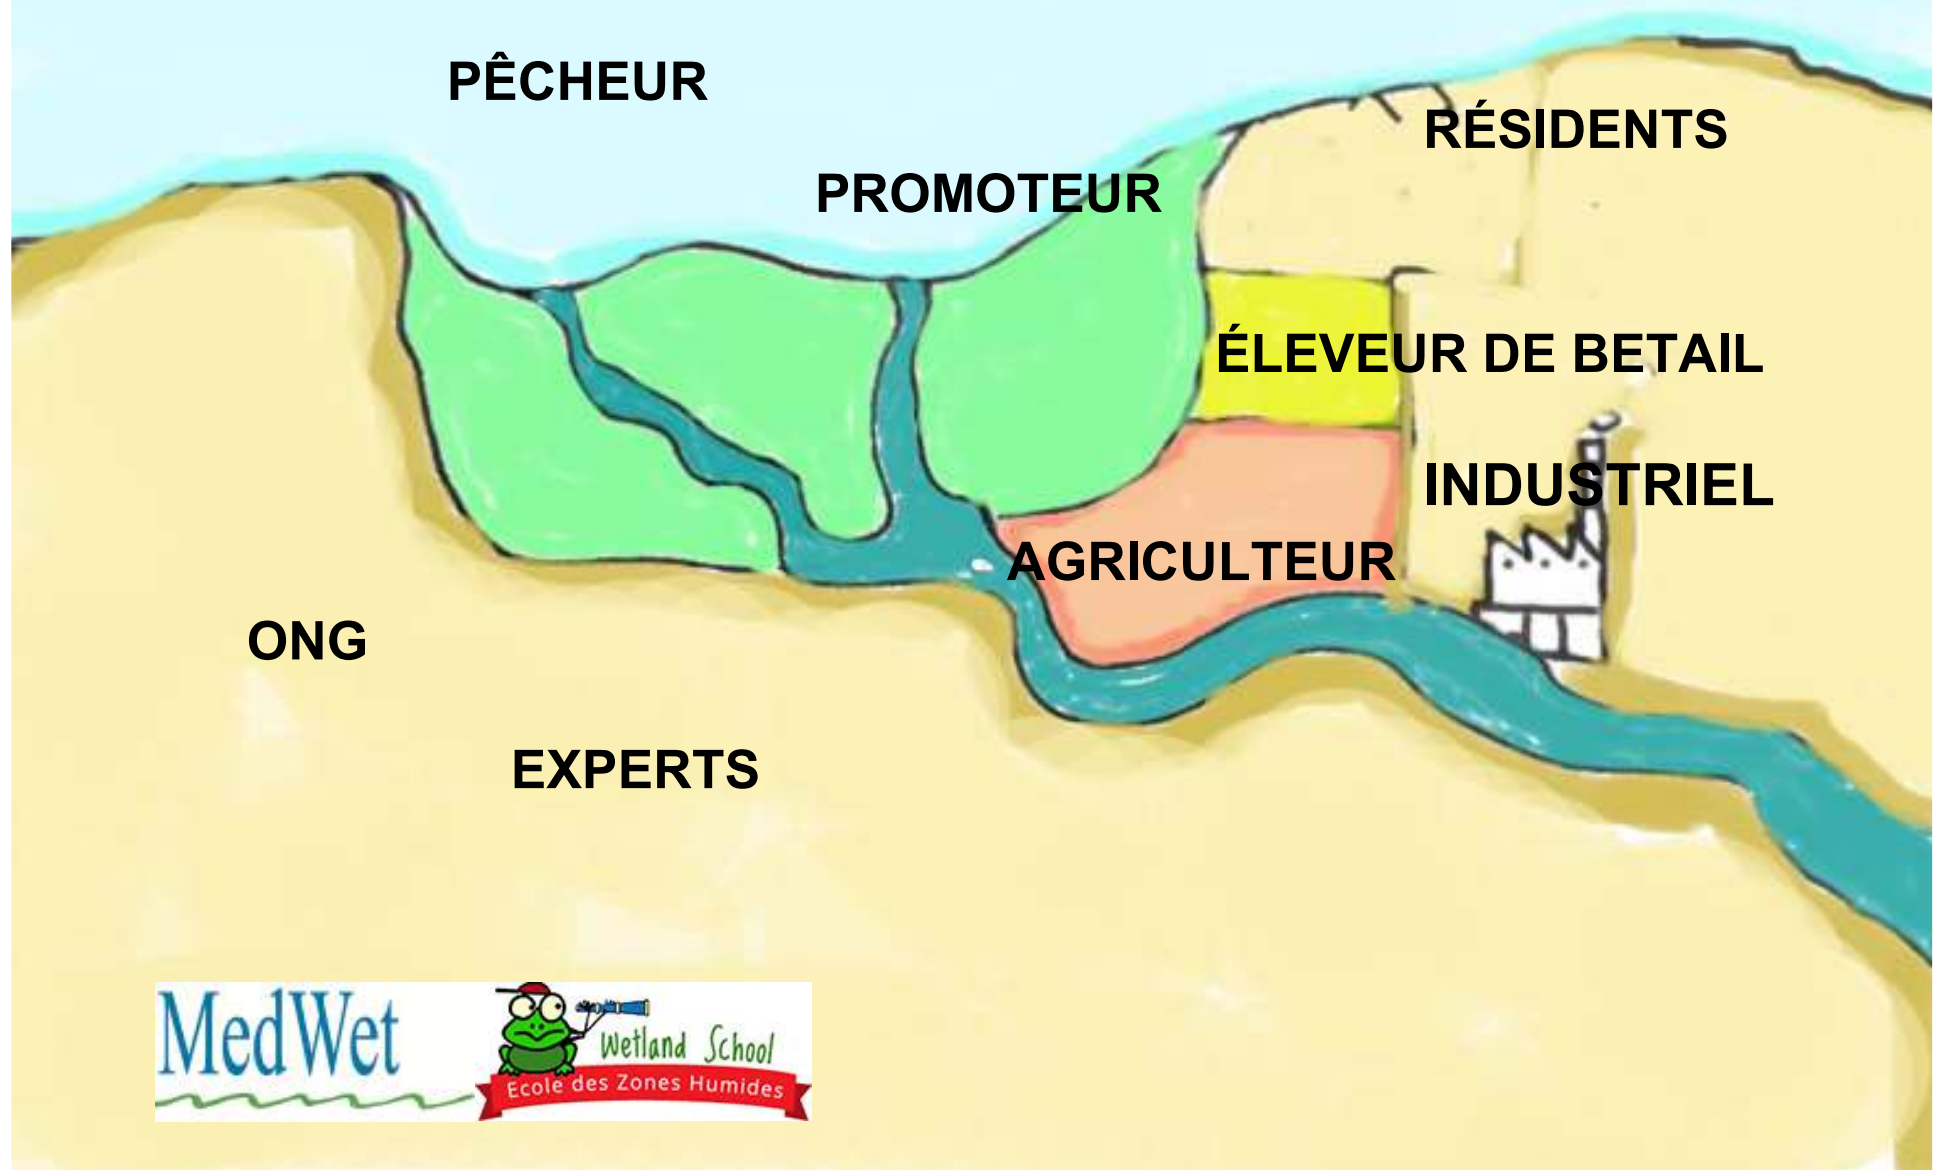 PÊCHEUR
RÉSIDENTS
PROMOTEUR
ÉLEVEUR DE BETAIL
INDUSTRIEL
AGRICULTEUR
ONG
EXPERTS
MedWet
Wetland School
Ecole des Zones Humides